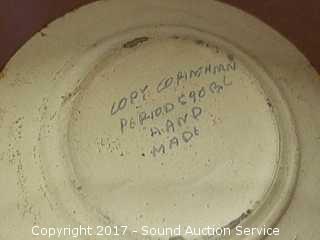 COPY CORINTHIAN
PERIOD 590 BC
HAND
MADE
Copyright 2017 - Sound Auction Service